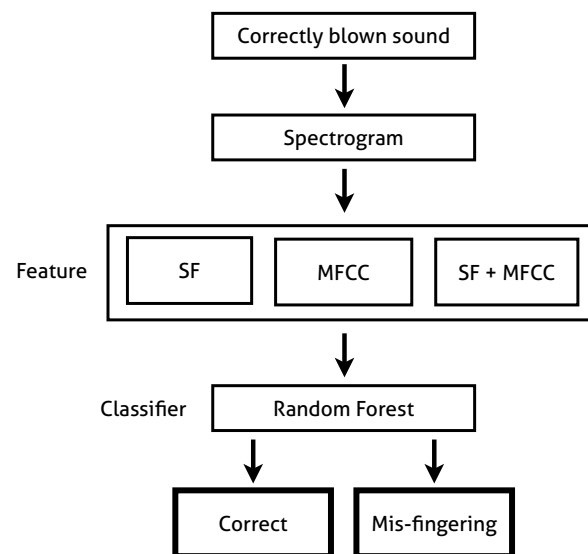 Correctly blown sound
Spectrogram
Feature
SF
MFCC
SF + MFCC
Classifier
Random Forest
Correct
Mis-fingering